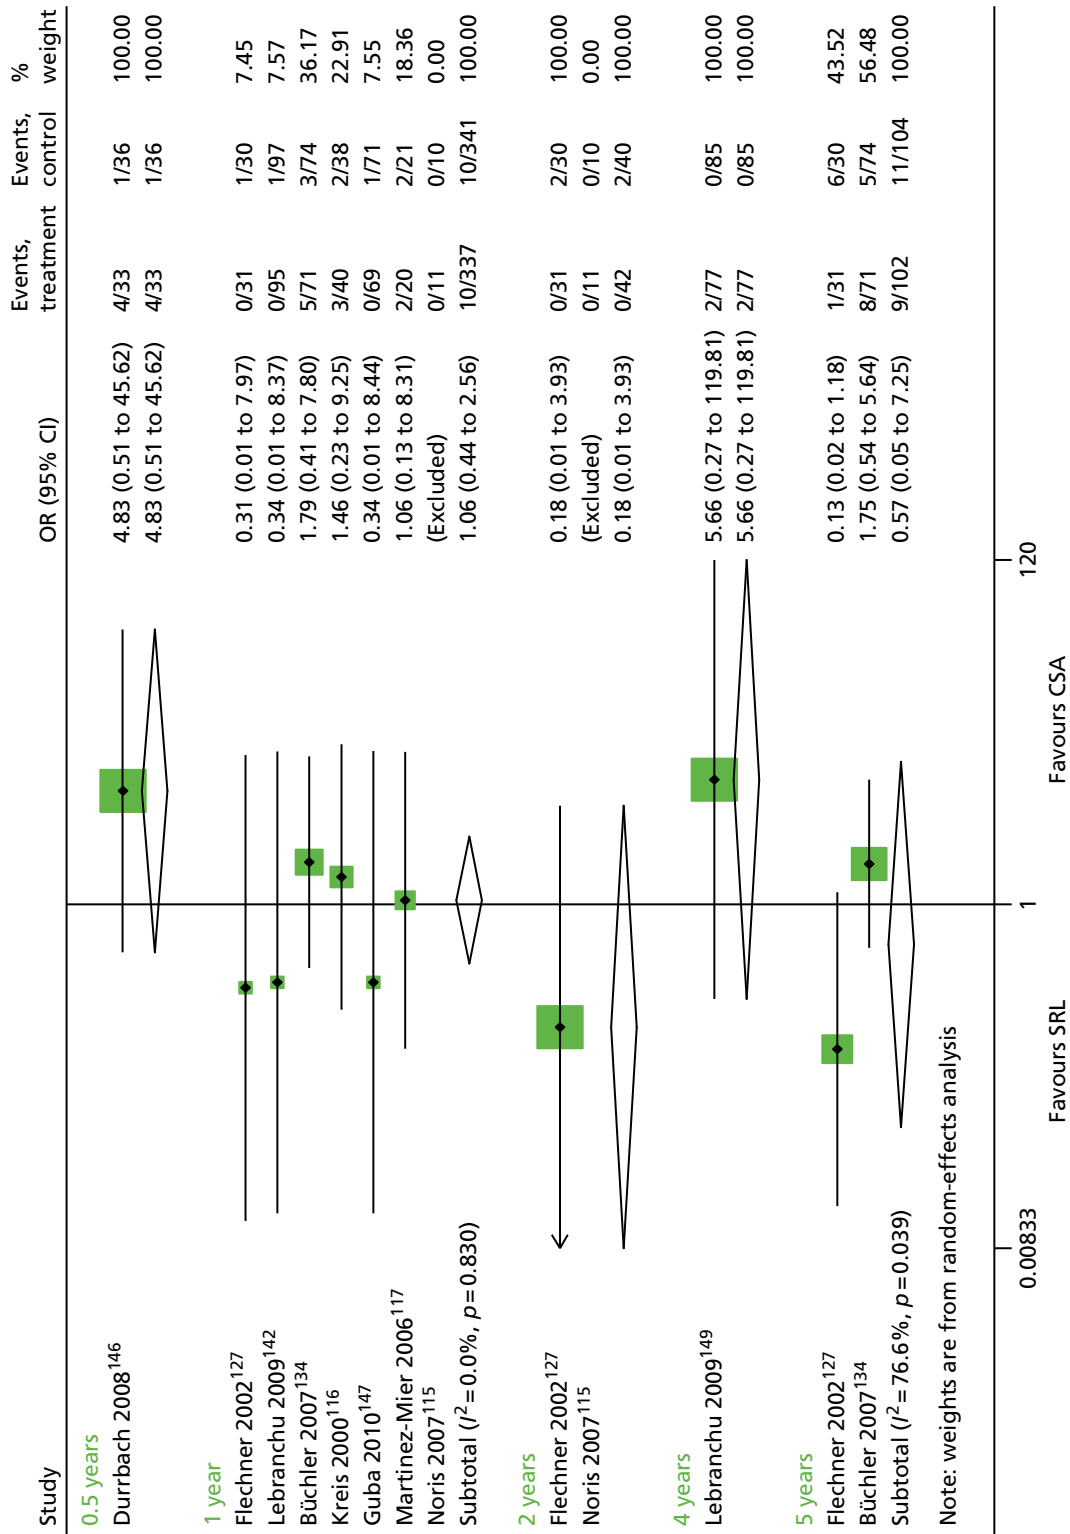 Study OR (95% CI) Events, treatment Events, control % weight
0.5 years
Durrbach 2008146 4.83 (0.51 to 45.62) 4/33 1/36 100.00
4.83 (0.51 to 45.62) 4/33 1/36 100.00
1 year
Flechner 2002127 0.31 (0.01 to 7.97) 0/31 1/30 7.45
Lebranchu 2009142 0.34 (0.01 to 8.37) 0/95 1/97 7.57
Büchler 2007134 1.79 (0.41 to 7.80) 5/71 3/74 36.17
Kreis 2000116 1.46 (0.23 to 9.25) 3/40 2/38 22.91
Guba 2010147 0.34 (0.01 to 8.44) 0/69 1/71 7.55
Martinez-Mier 2006117 1.06 (0.13 to 8.31) 2/20 2/21 18.36
Noris 2007115 (Excluded) 0/11 0/10 0.00
Subtotal (I2=0.0%, p=0.830) 1.06 (0.44 to 2.56) 10/337 10/341 100.00
2 years
Flechner 2002127 0.18 (0.01 to 3.93) 0/31 2/30 100.00
Noris 2007115 (Excluded) 0/11 0/10 0.00
0.18 (0.01 to 3.93) 0/42 2/40 100.00
4 years
Lebranchu 2009149 5.66 (0.27 to 119.81) 2/77 0/85 100.00
5.66 (0.27 to 119.81) 2/77 0/85 100.00
5 years
Flechner 2002127 0.13 (0.02 to 1.18) 1/31 6/30 43.52
Büchler 2007134 1.75 (0.54 to 5.64) 8/71 5/74 56.48
Subtotal (I2=76.6%, p=0.039) 0.57 (0.05 to 7.25) 9/102 11/104 100.00
Note: weights are from random-effects analysis
0.00833 1 120
Favours SRL Favours CSA